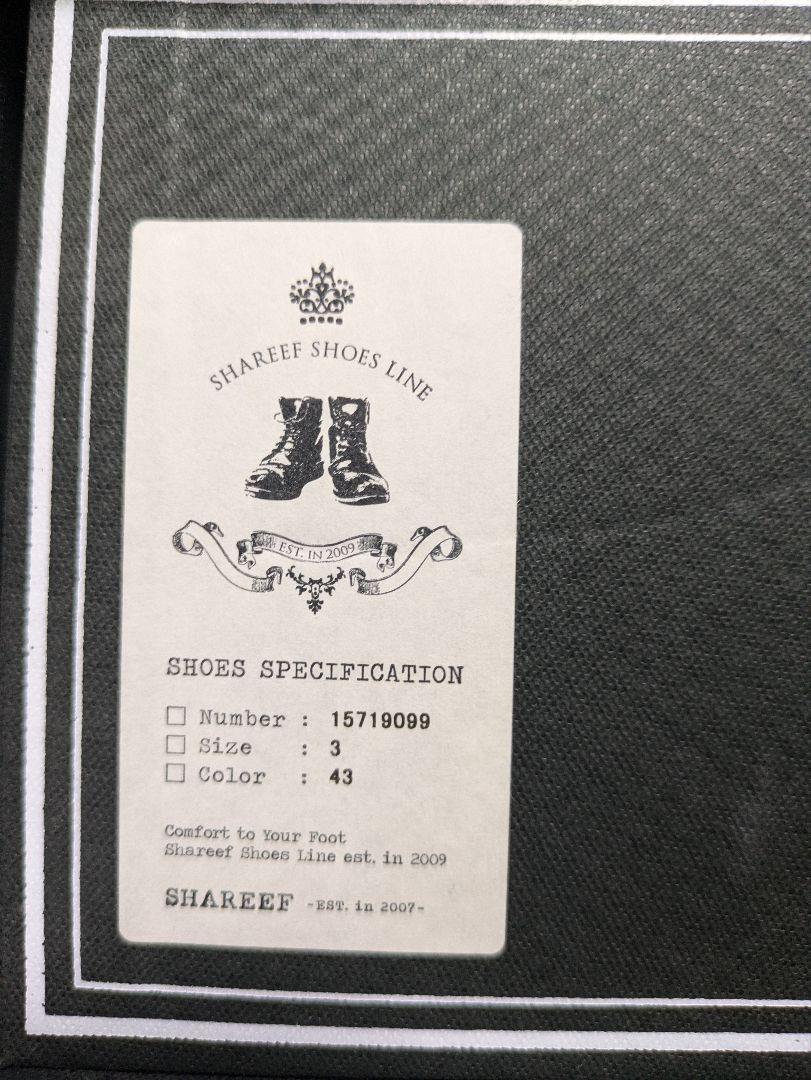 SHAREEF SHOES LINE
EST. IN 2009
SHOES SPECIFICATION
□ Number : 15719099
□ Size : 3
□ Color : 43
Comfort to Your Foot
Shareef Shoes Line est. in 2009
SHAREEF -EST. in 2007-